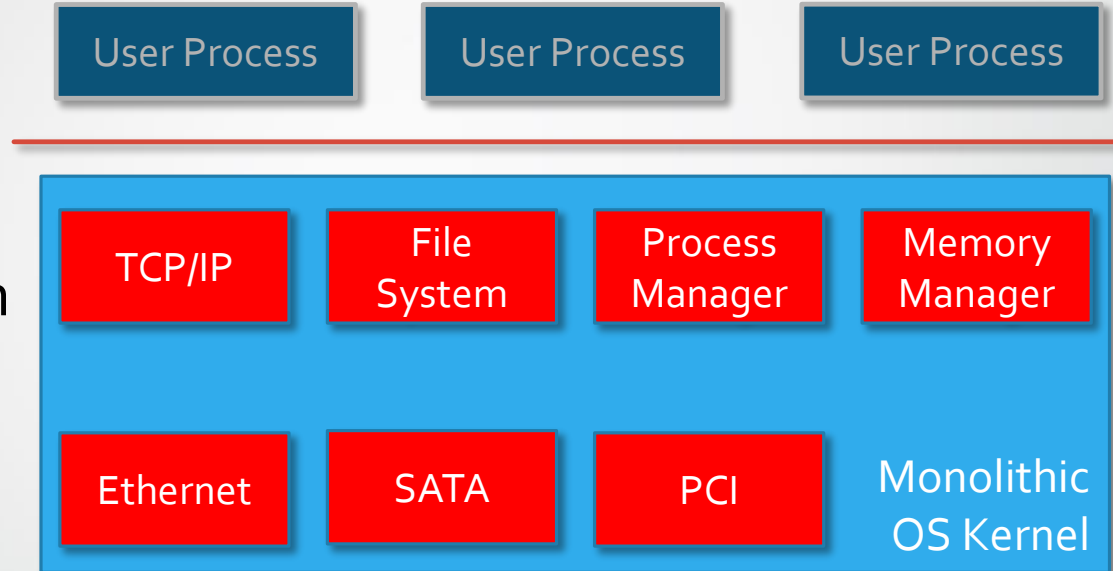 User Process
User Process
User Process
TCP/IP
File
System
Process
Manager
Memory
Manager
Ethernet
SATA
PCI
Monolithic
OS Kernel